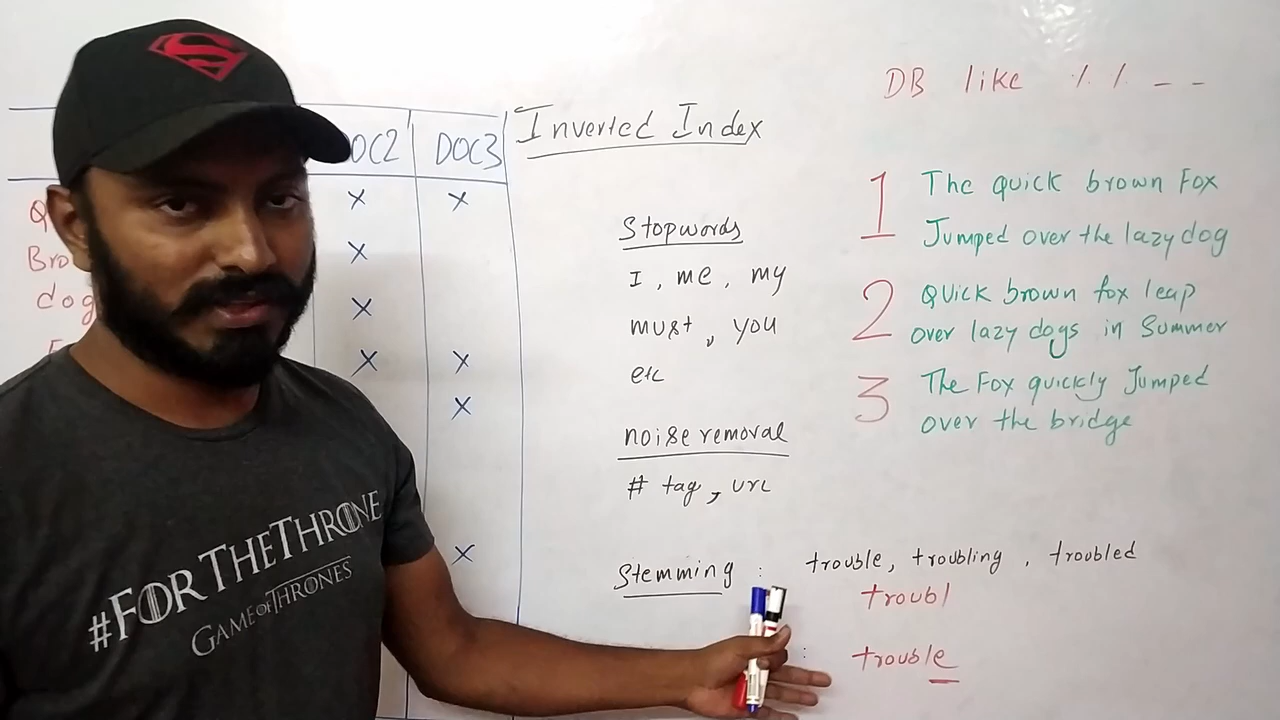 DB like % % _ _
Inverted Index
DOC2 DOC3
Q x x
Bro x
dog x
x x
x
x
Stopwords
I, me, my
must, you
etc
noise removal
# tag, url
Stemming : trouble, troubling, troubled
troubl
: trouble
1 The quick brown Fox
Jumped over the lazy dog
2 Quick brown fox leap
over lazy dogs in Summer
3 The Fox quickly Jumped
over the bridge
#FORTHETHRONE
GAME OF THRONES